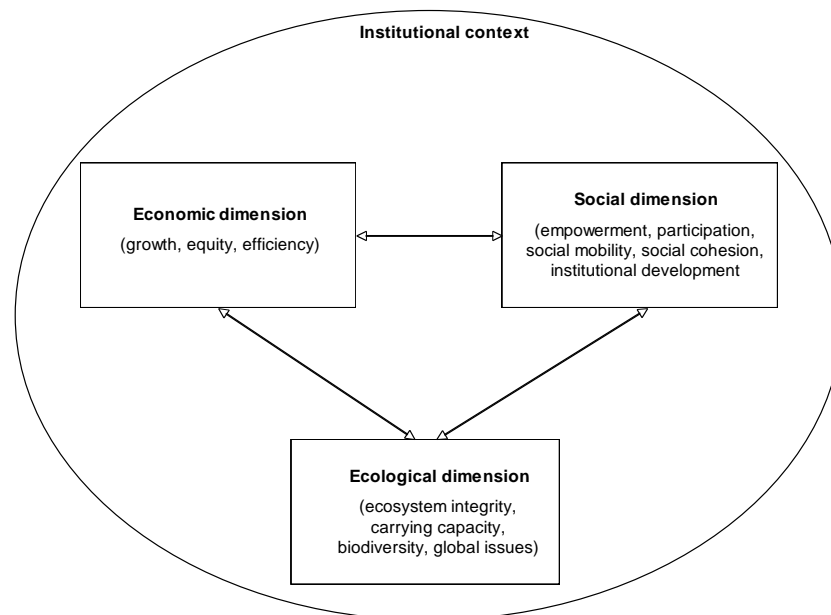 Institutional context
Economic dimension
(growth, equity, efficiency)
Social dimension
(empowerment, participation,
social mobility, social cohesion,
institutional development
Ecological dimension
(ecosystem integrity,
carrying capacity,
biodiversity, global issues)